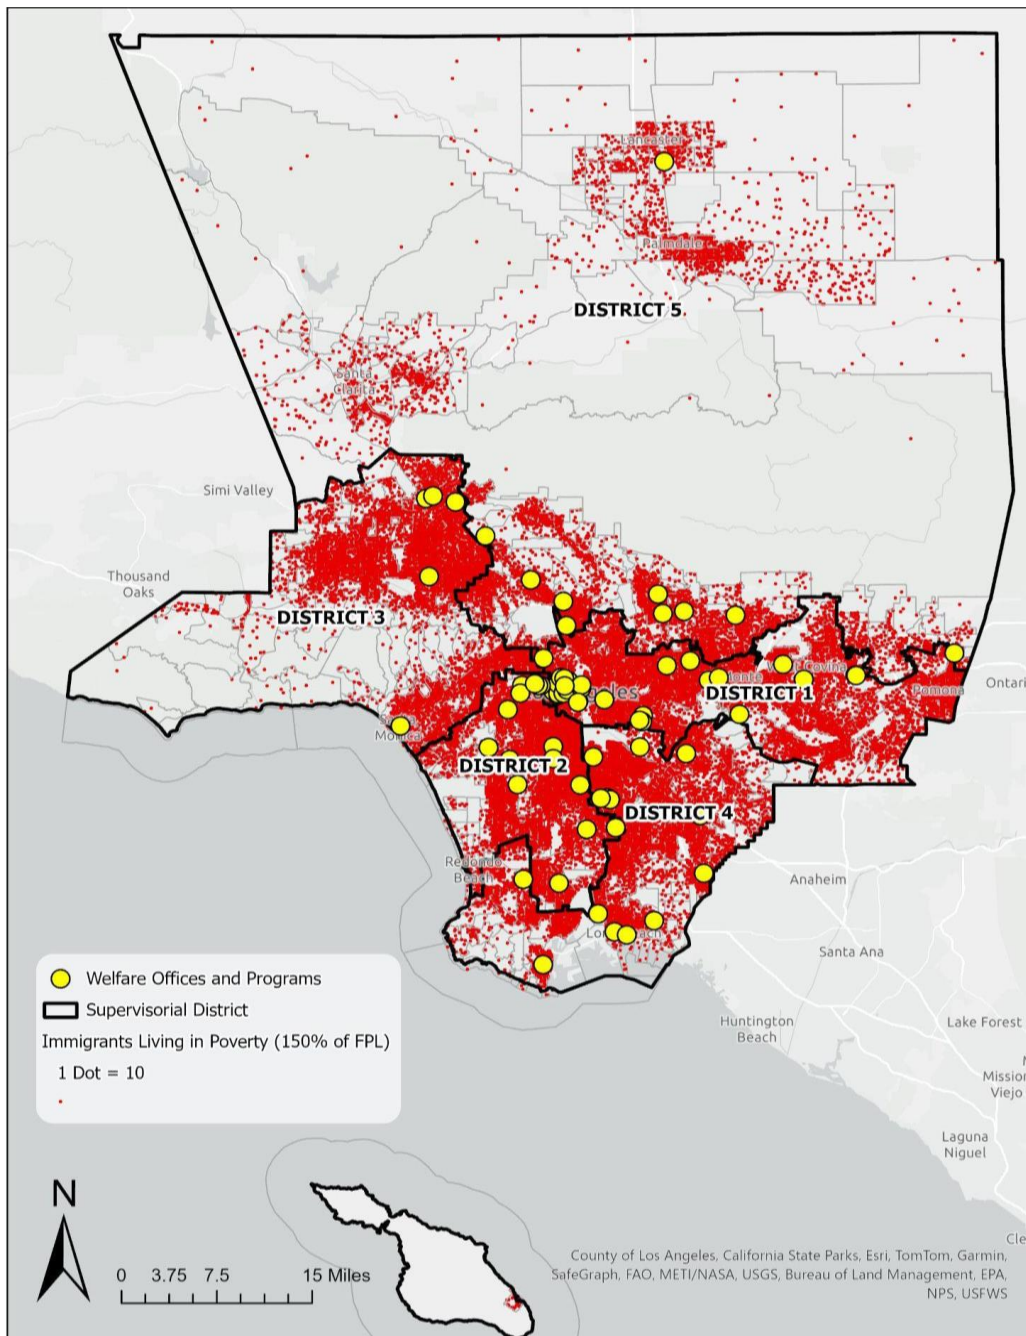 Lancaster
Palmdale
DISTRICT 5
Santa
Clarita
Simi Valley
Thousand
Oaks
DISTRICT 3
Covina
DISTRICT 1
Pomona
Ontari
Monica
DISTRICT 2
DISTRICT 4
Redondo
Beach
Anaheim
Santa Ana
Huntington
Beach
Lake Forest
Mission
Viejo
Laguna
Niguel
Cle
Welfare Offices and Programs
Supervisorial District
Immigrants Living in Poverty (150% of FPL)
1 Dot = 10
N
0 3.75 7.5 15 Miles
County of Los Angeles, California State Parks, Esri, TomTom, Garmin,
SafeGraph, FAO, METI/NASA, USGS, Bureau of Land Management, EPA,
NPS, USFWS